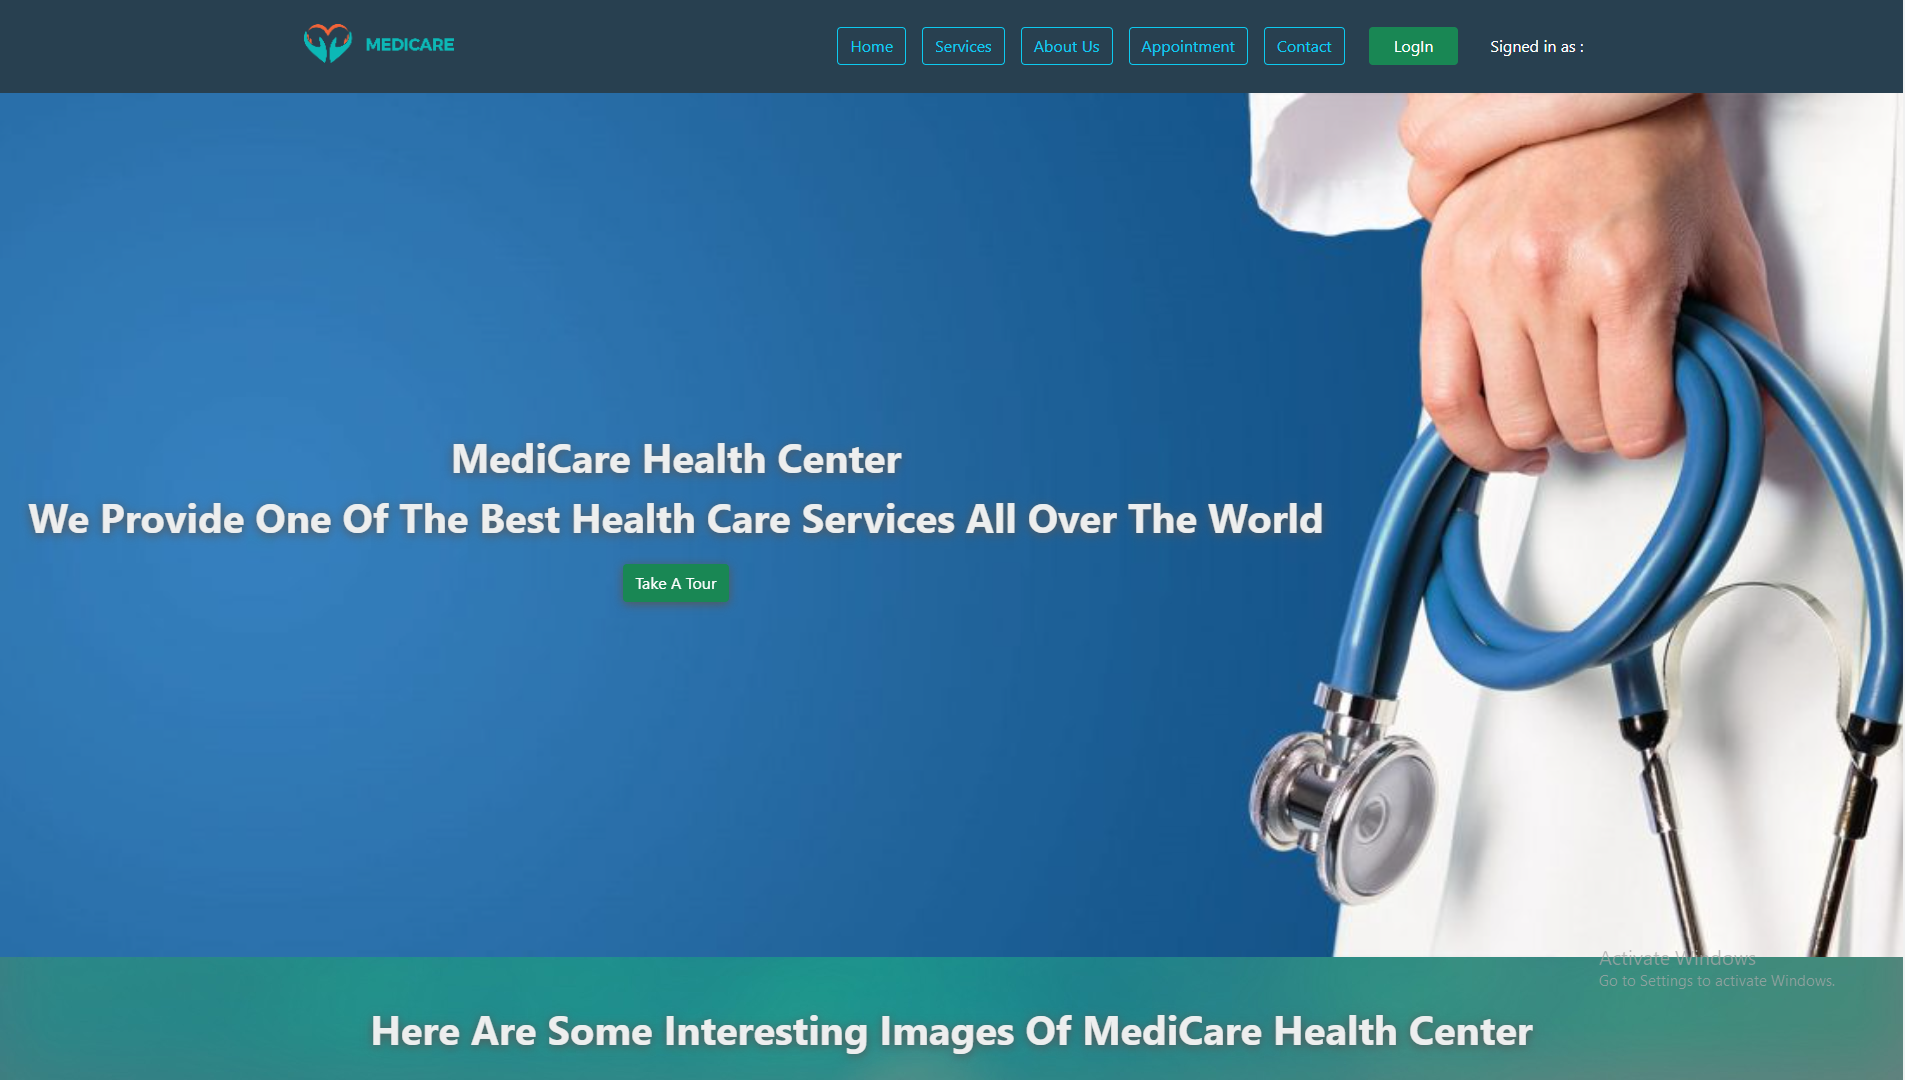 MEDICARE
Home
Services
About Us
Appointment
Contact
LogIn
Signed in as :
MediCare Health Center
We Provide One Of The Best Health Care Services All Over The World
Take A Tour
Activate Windows
Go to Settings to activate Windows.
Here Are Some Interesting Images Of MediCare Health Center